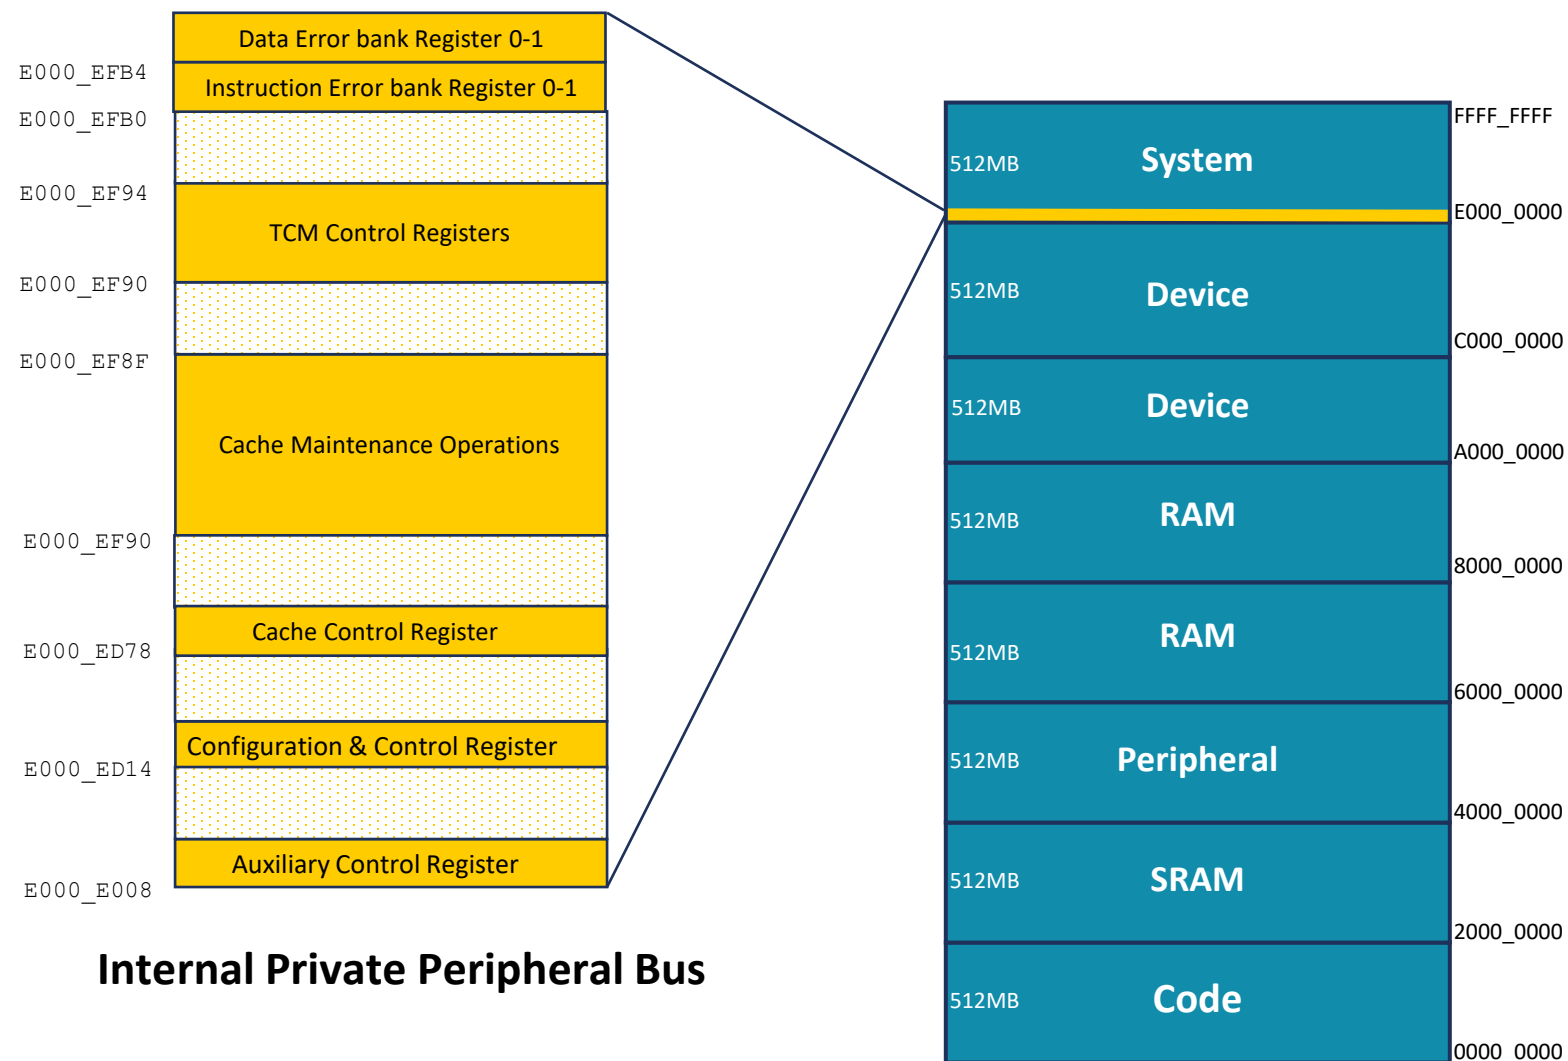 Data Error bank Register 0-1
E000_EFB4
Instruction Error bank Register 0-1
E000_EFB0
E000_EF94
TCM Control Registers
E000_EF90
E000_EF8F
Cache Maintenance Operations
E000_EF90
Cache Control Register
E000_ED78
Configuration & Control Register
E000_ED14
Auxiliary Control Register
E000_E008
Internal Private Peripheral Bus
FFFF_FFFF
512MB System
E000_0000
512MB Device
C000_0000
512MB Device
A000_0000
512MB RAM
8000_0000
512MB RAM
6000_0000
512MB Peripheral
4000_0000
512MB SRAM
2000_0000
512MB Code
0000_0000